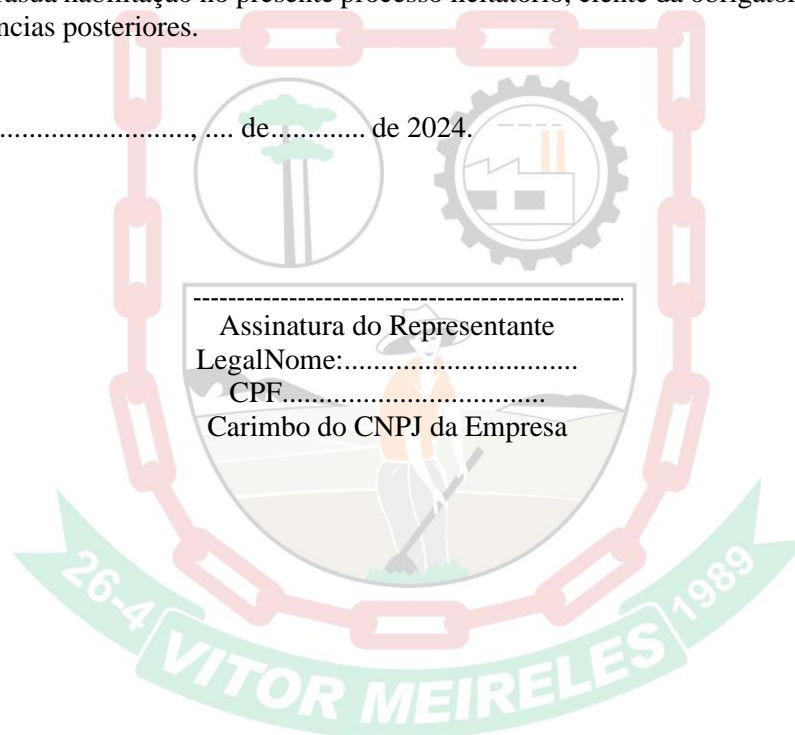 sua habilitação no presente processo licitatório, ciente da
ncias posteriores.
..........................., .... de............. de 2024.
------------------------------------------------------
Assinatura do Representante
LegalNome:................................
CPF....................................
Carimbo do CNPJ da Empresa
26-4 VITOR MEIRELES 1989